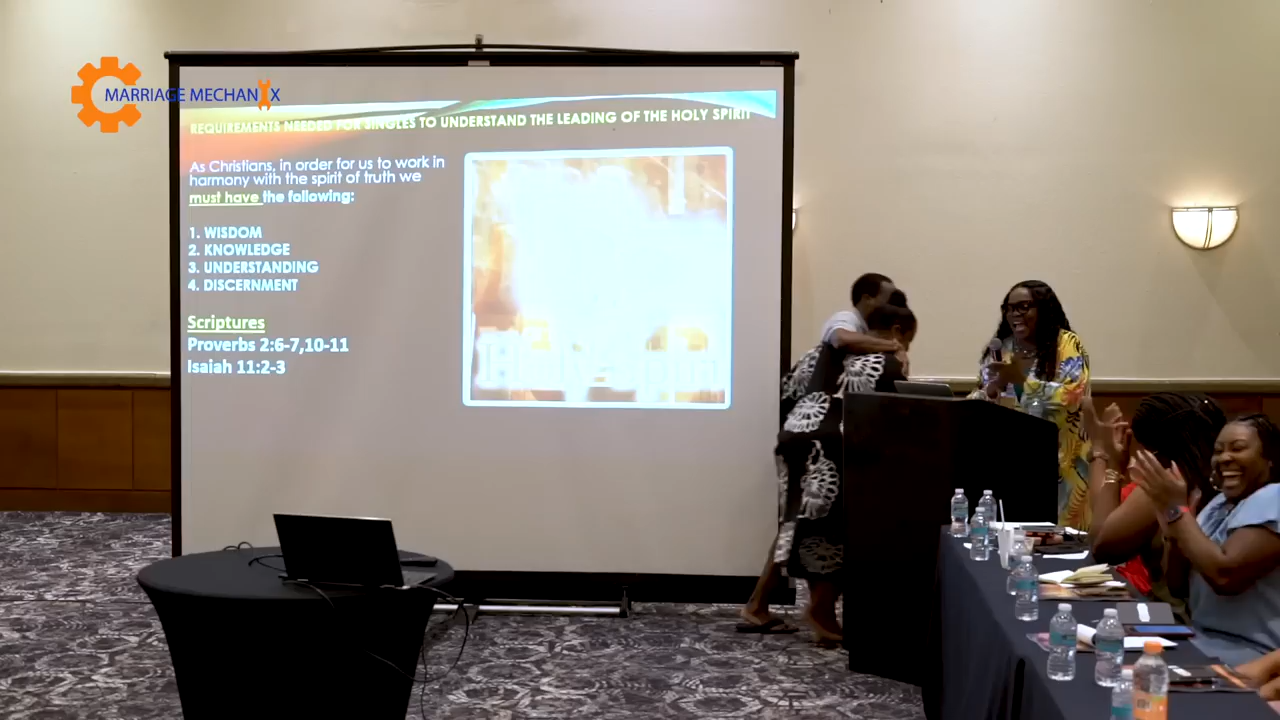 MARRIAGE MECHANIX
REQUIREMENTS NEEDED FOR SINGLES TO UNDERSTAND THE LEADING OF THE HOLY SPIRIT
As Christians, in order for us to work in
harmony with the spirit of truth we
must have the following:
1. WISDOM
2. KNOWLEDGE
3. UNDERSTANDING
4. DISCERNMENT
Scriptures
Proverbs 2:6-7,10-11
Isaiah 11:2-3